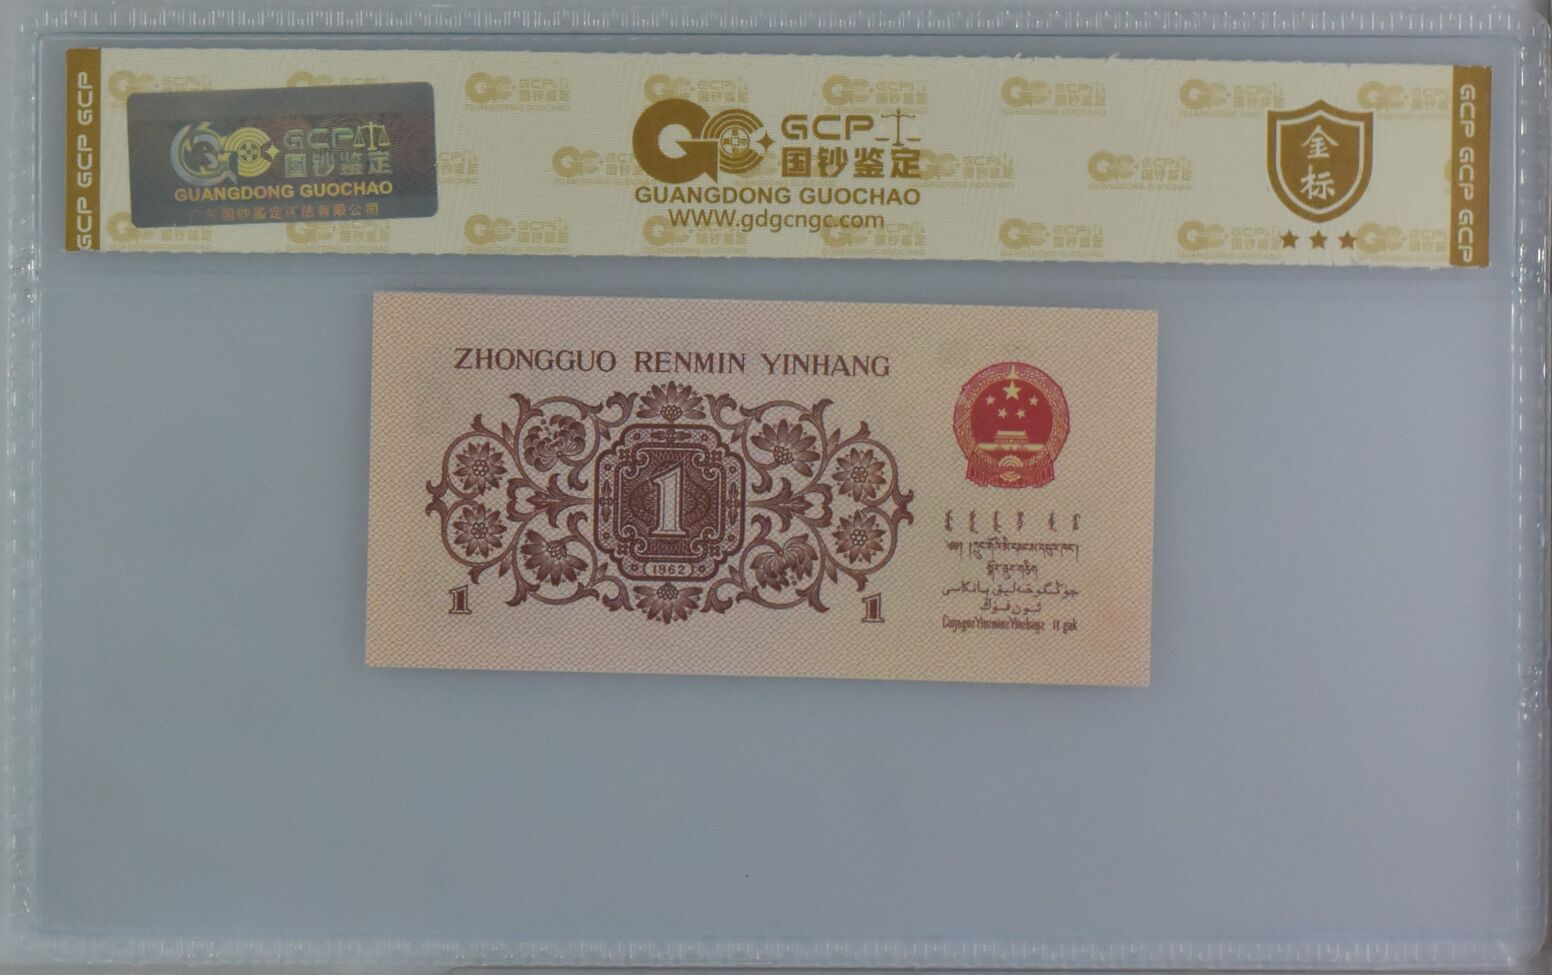 GCP GCP GCP
GCP
国钞鉴定
GUANGDONG GUOCHAO
广东国钞鉴定评估有限公司
GCP
国钞鉴定
GUANGDONG GUOCHAO
WWW.gdgcngc.com
金
标
GCP GCP GCP
ZHONGGUO RENMIN YINHANG
1
1962
1
1